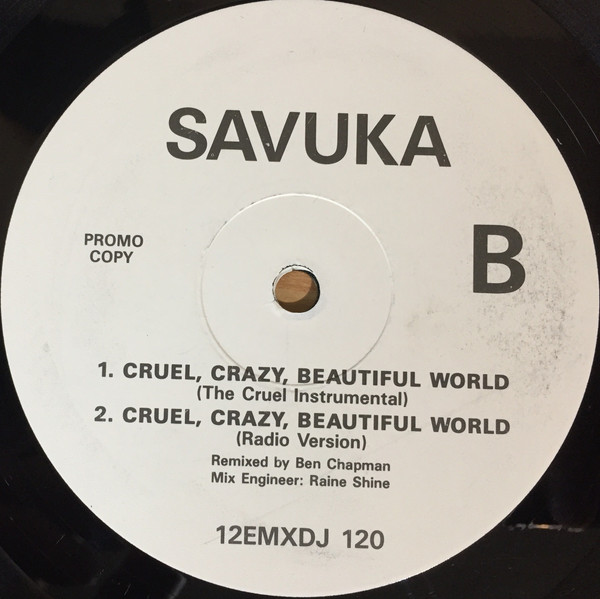 SAVUKA
PROMO
COPY
B
1. CRUEL, CRAZY, BEAUTIFUL WORLD
(The Cruel Instrumental)
2. CRUEL, CRAZY, BEAUTIFUL WORLD
(Radio Version)
Remixed by Ben Chapman
Mix Engineer: Raine Shine
12EMXDJ 120